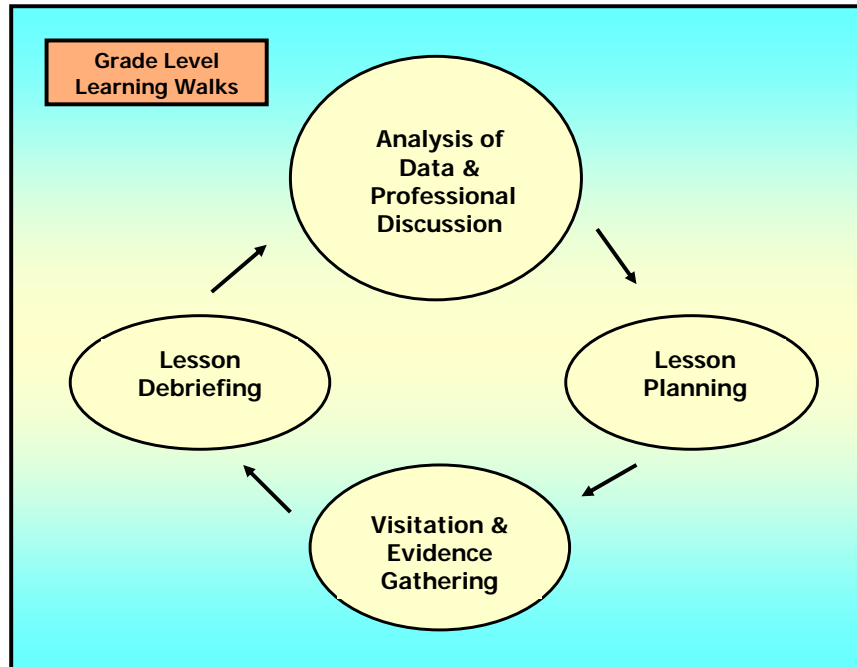 Grade Level
Learning Walks
Analysis of
Data &
Professional
Discussion
Lesson
Planning
Visitation &
Evidence
Gathering
Lesson
Debriefing